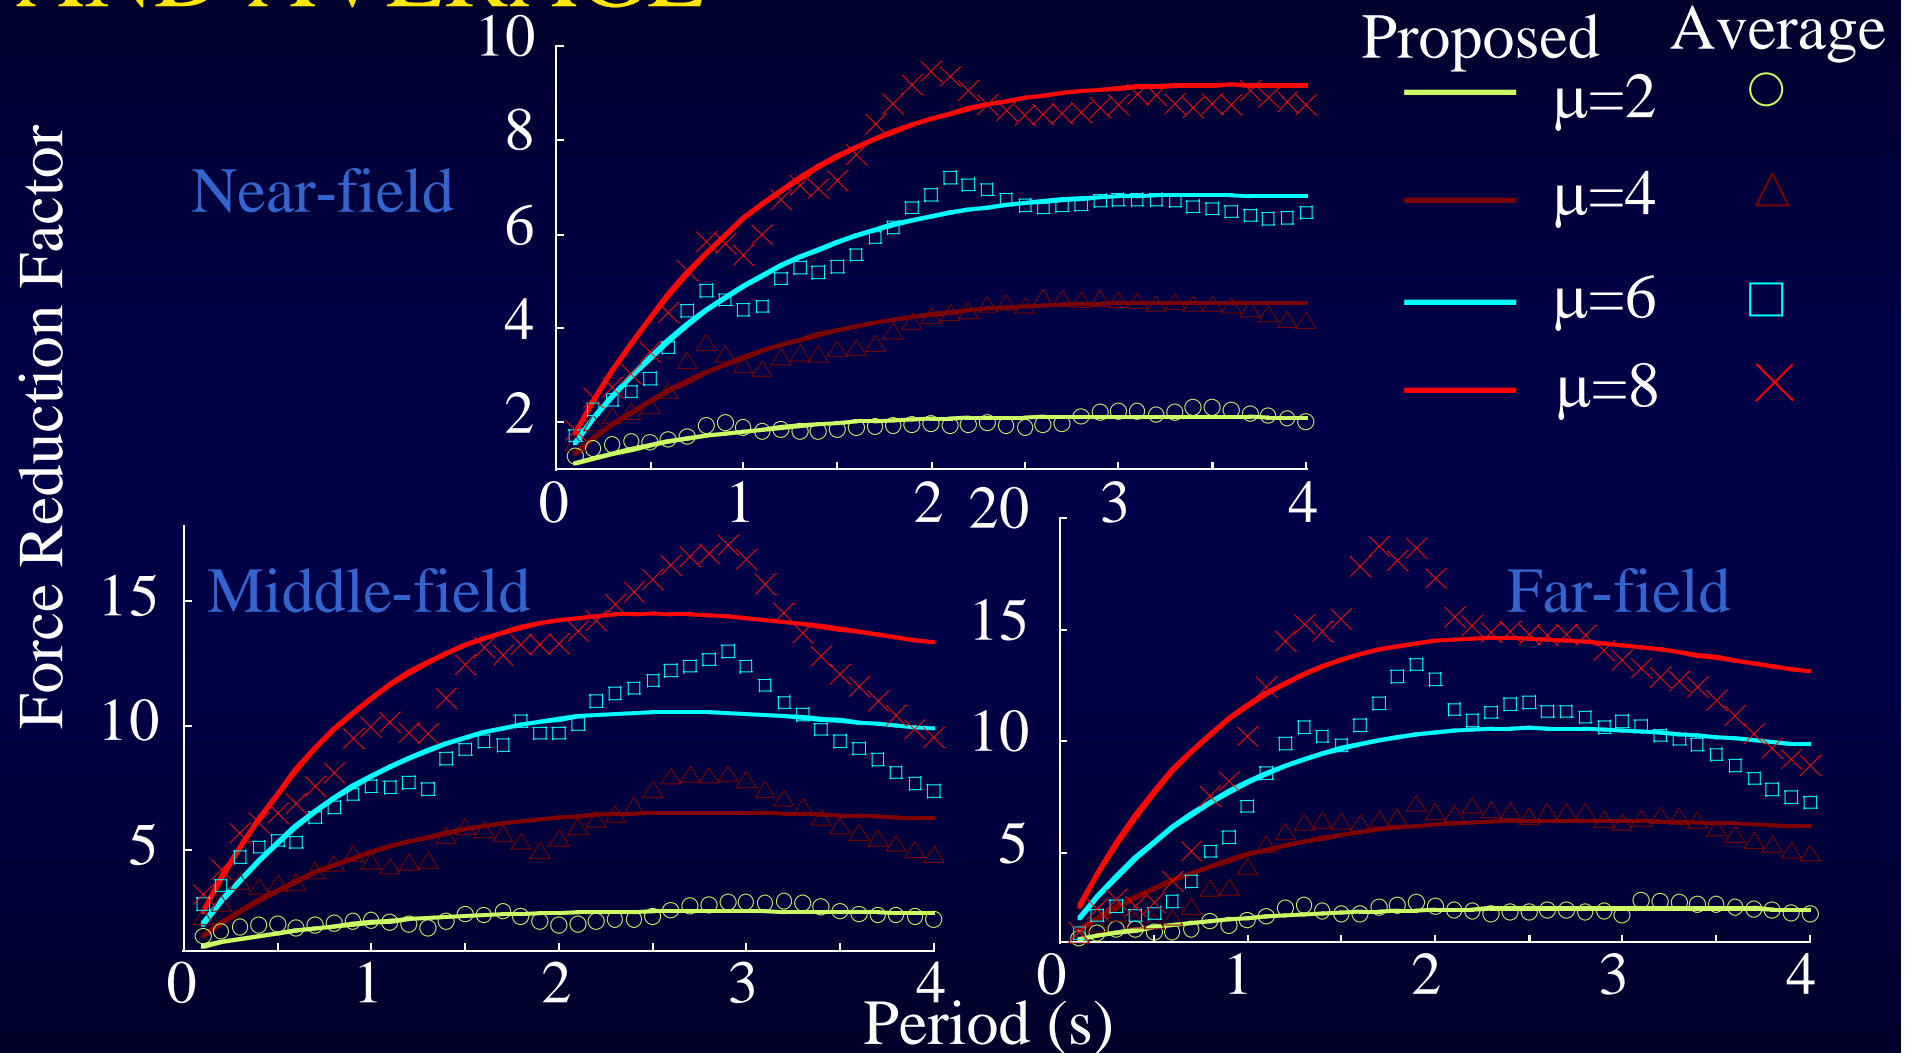 AND AVERAGE
Proposed Average
μ=2
μ=4
μ=6
μ=8
Force Reduction Factor
Near-field
10
8
6
4
2
0 1 2 3 4
Middle-field
15
10
5
0 1 2 3 4
Far-field
20
15
10
5
0 1 2 3 4
Period (s)